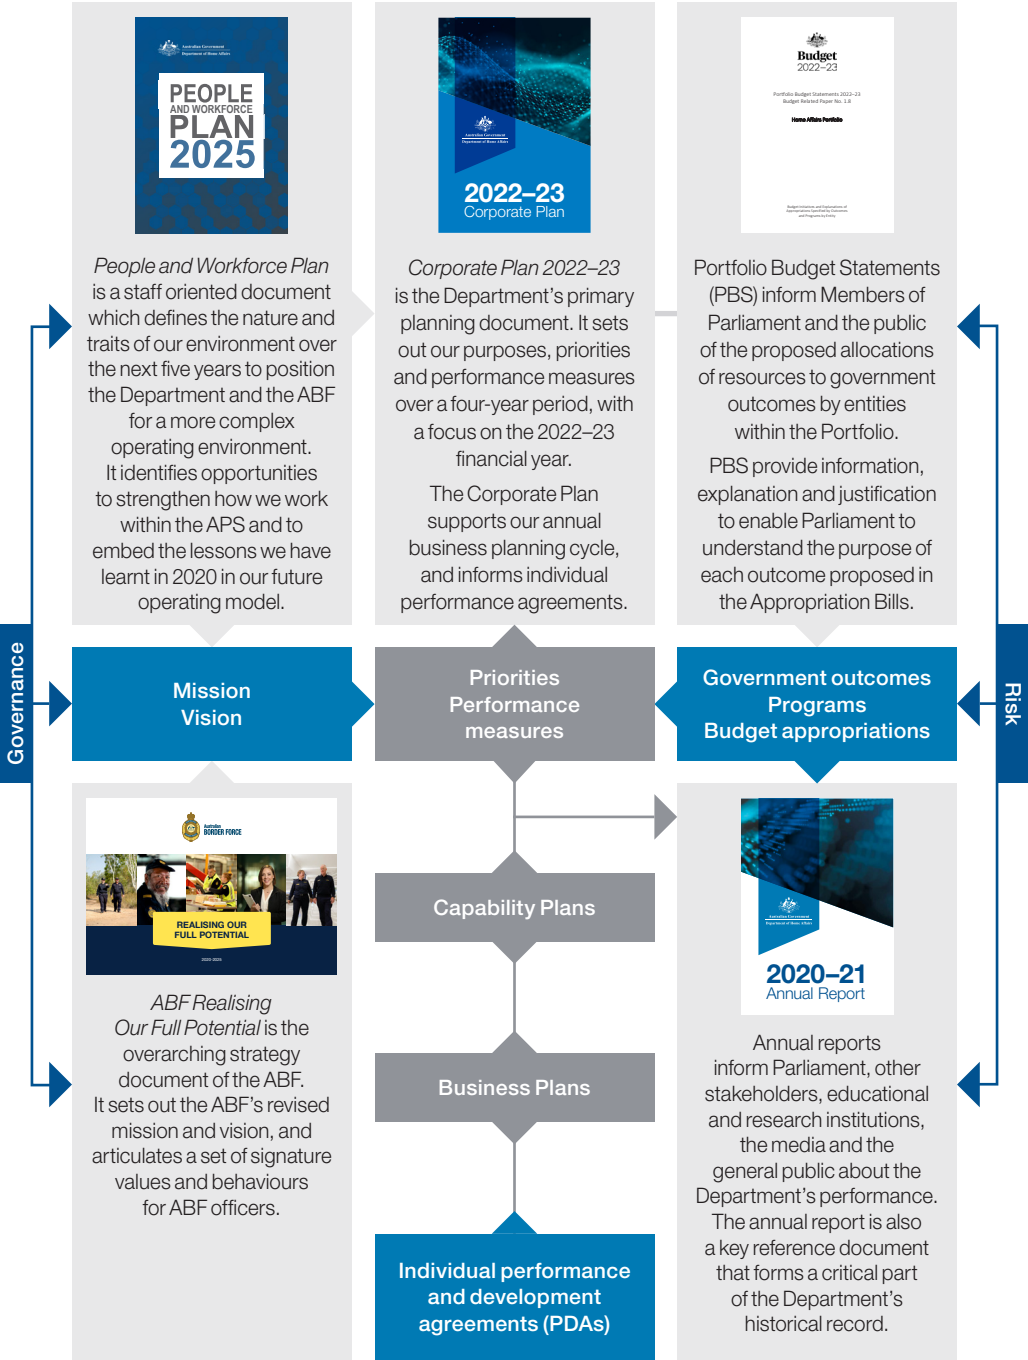 Australian Government
Department of Home Affairs
PEOPLE
AND WORKFORCE
PLAN
2025
People and Workforce Plan
is a staff oriented document
which defines the nature and
traits of our environment over
the next five years to position
the Department and the ABF
for a more complex
operating environment.
It identifies opportunities
to strengthen how we work
within the APS and to
embed the lessons we have
learnt in 2020 in our future
operating model.
Australian Government
Department of Home Affairs
2022–23
Corporate Plan
Corporate Plan 2022–23
is the Department's primary
planning document. It sets
out our purposes, priorities
and performance measures
over a four-year period, with
a focus on the 2022–23
financial year.
The Corporate Plan
supports our annual
business planning cycle,
and informs individual
performance agreements.
Budget
2022–23
Portfolio Budget Statements 2022–23
Budget Related Paper No. 1.8
Home Affairs Portfolio
Budget Initiatives and Explanations of
Appropriations Specified by Outcomes
and Programs by Entity
Portfolio Budget Statements
(PBS) inform Members of
Parliament and the public
of the proposed allocations
of resources to government
outcomes by entities
within the Portfolio.
PBS provide information,
explanation and justification
to enable Parliament to
understand the purpose of
each outcome proposed in
the Appropriation Bills.
Governance
Mission
Vision
Priorities
Performance
measures
Government outcomes
Programs
Budget appropriations
Risk
Australian
BORDER FORCE
REALISING OUR
FULL POTENTIAL
ABF Realising
Our Full Potential is the
overarching strategy
document of the ABF.
It sets out the ABF's revised
mission and vision, and
articulates a set of signature
values and behaviours
for ABF officers.
Capability Plans
Business Plans
Individual performance
and development
agreements (PDAs)
Australian Government
Department of Home Affairs
2020–21
Annual Report
Annual reports
inform Parliament, other
stakeholders, educational
and research institutions,
the media and the
general public about the
Department's performance.
The annual report is also
a key reference document
that forms a critical part
of the Department's
historical record.